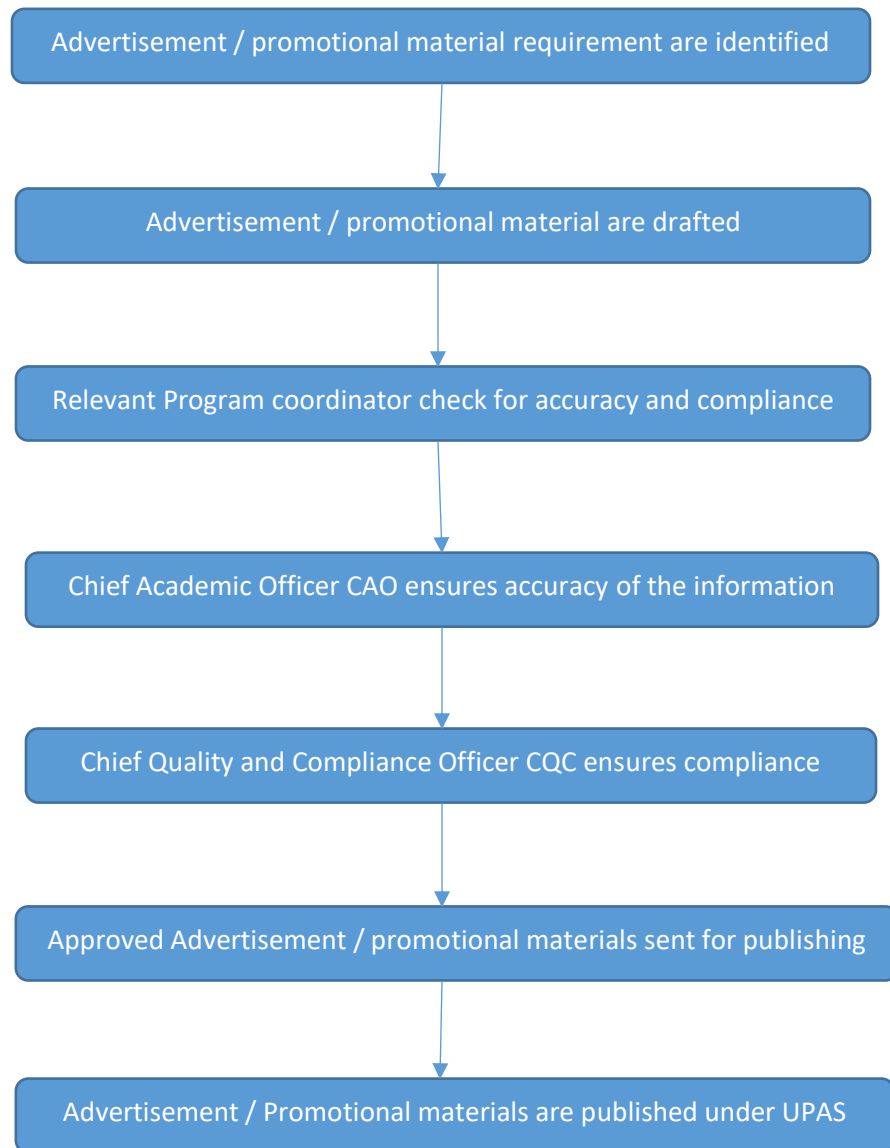 Advertisement / promotional material requirement are identified
Advertisement / promotional material are drafted
Relevant Program coordinator check for accuracy and compliance
Chief Academic Officer CAO ensures accuracy of the information
Chief Quality and Compliance Officer CQC ensures compliance
Approved Advertisement / promotional materials sent for publishing
Advertisement / Promotional materials are published under UPAS